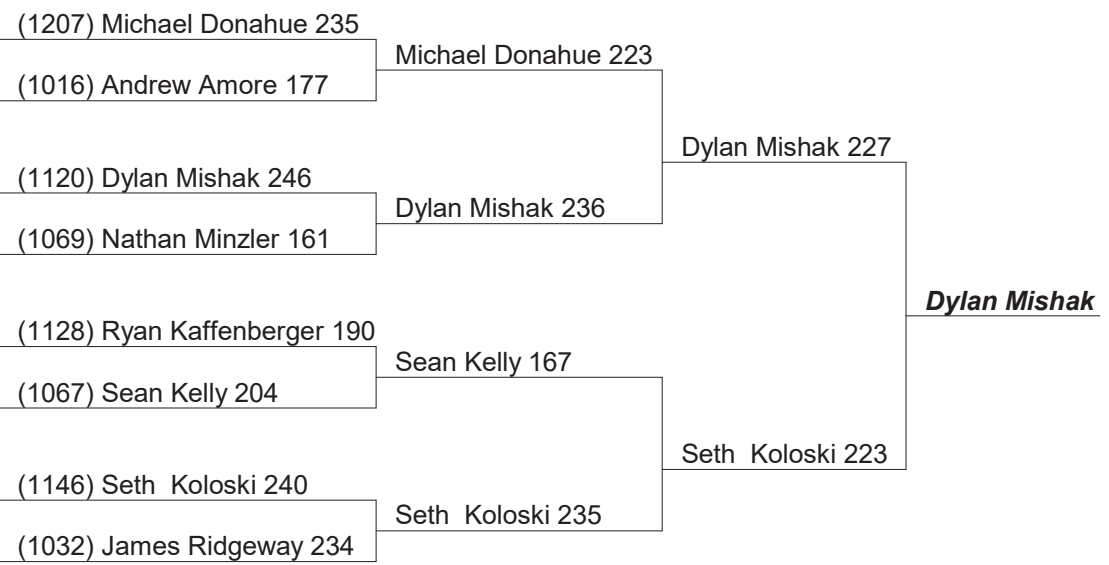 (1207) Michael Donahue 235
Michael Donahue 223
(1016) Andrew Amore 177
Dylan Mishak 227
(1120) Dylan Mishak 246
Dylan Mishak 236
(1069) Nathan Minzler 161
Dylan Mishak
(1128) Ryan Kaffenberger 190
Sean Kelly 167
(1067) Sean Kelly 204
Seth  Koloski 223
(1146) Seth  Koloski 240
Seth  Koloski 235
(1032) James Ridgeway 234